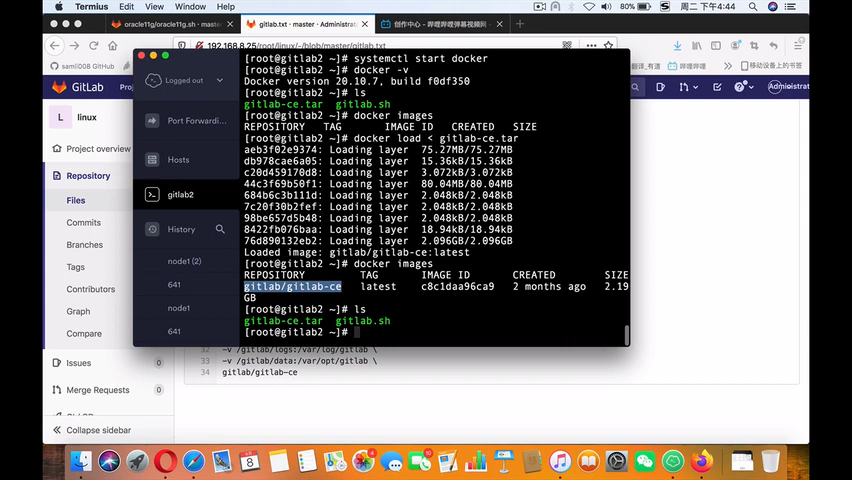 Termius Edit Window Help
80% 周二 下午4:44
oracle11g/oracle11g.sh · master
gitlab.txt · master · Administra
创作中心 - 哔哩哔哩弹幕视频网
192.168.8.25/root/linux/-/blob/master/gitlab.txt
samli008 GitHub
移动设备上的书签
GitLab
Administrator
L linux
Project overview
Repository
Files
Commits
Branches
Tags
Contributors
Graph
Compare
Issues 0
Merge Requests 0
Collapse sidebar
Logged out
Port Forwardi...
Hosts
gitlab2
History
node1 (2)
641
node1
641
[root@gitlab2 ~]# systemctl start docker
[root@gitlab2 ~]# docker -v
Docker version 20.10.7, build f0df350
[root@gitlab2 ~]# ls
gitlab-ce.tar gitlab.sh
[root@gitlab2 ~]# docker images
REPOSITORY TAG IMAGE ID CREATED SIZE
[root@gitlab2 ~]# docker load < gitlab-ce.tar
aeb3f02e9374: Loading layer 75.27MB/75.27MB
db978cae6a05: Loading layer 15.36kB/15.36kB
c20d459170d8: Loading layer 3.072kB/3.072kB
44c3f69b50f1: Loading layer 80.04MB/80.04MB
684b6c3b111d: Loading layer 2.048kB/2.048kB
7c20f30b2fef: Loading layer 2.048kB/2.048kB
98be657d5b48: Loading layer 2.048kB/2.048kB
8422fb076baa: Loading layer 18.94kB/18.94kB
76d890132eb2: Loading layer 2.096GB/2.096GB
Loaded image: gitlab/gitlab-ce:latest
[root@gitlab2 ~]# docker images
REPOSITORY TAG IMAGE ID CREATED SIZE
gitlab/gitlab-ce latest c8c1daa96ca9 2 months ago 2.19
GB
[root@gitlab2 ~]# ls
gitlab-ce.tar gitlab.sh
[root@gitlab2 ~]#
32 -v /gitlab/logs:/var/log/gitlab \
33 -v /gitlab/data:/var/opt/gitlab \
34 gitlab/gitlab-ce